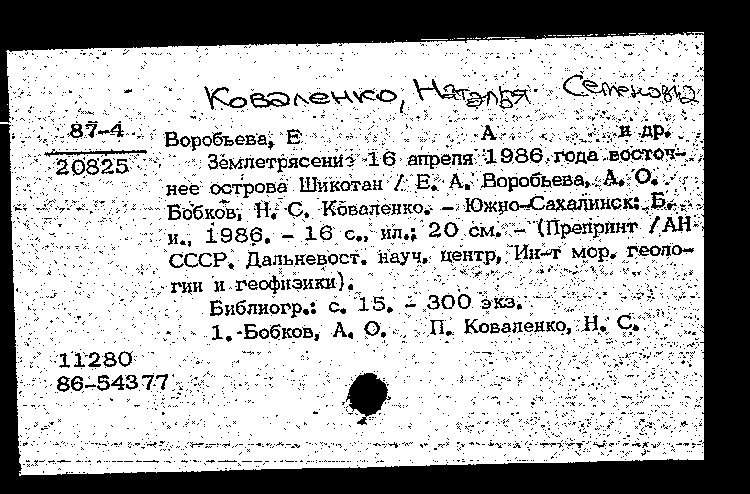 Коваленко, Наталья Семеновна
87-4
20825
Воробьева, Е А и др.
Землетрясение 16 апреля 1986 года восточ-
нее острова Шикотан / Е. А. Воробьева, А. О.
Бобков, Н. С. Коваленко. - Южно-Сахалинск: Б.
и., 1986. - 16 с., ил.; 20 см. - (Препринт / АН
СССР. Дальневост. науч. центр, Ин-т мор. геоло-
гии и геофизики).
Библиогр.: с. 15. - 300 экз.
1. Бобков, А. О. П. Коваленко, Н. С.
11280
86-54377